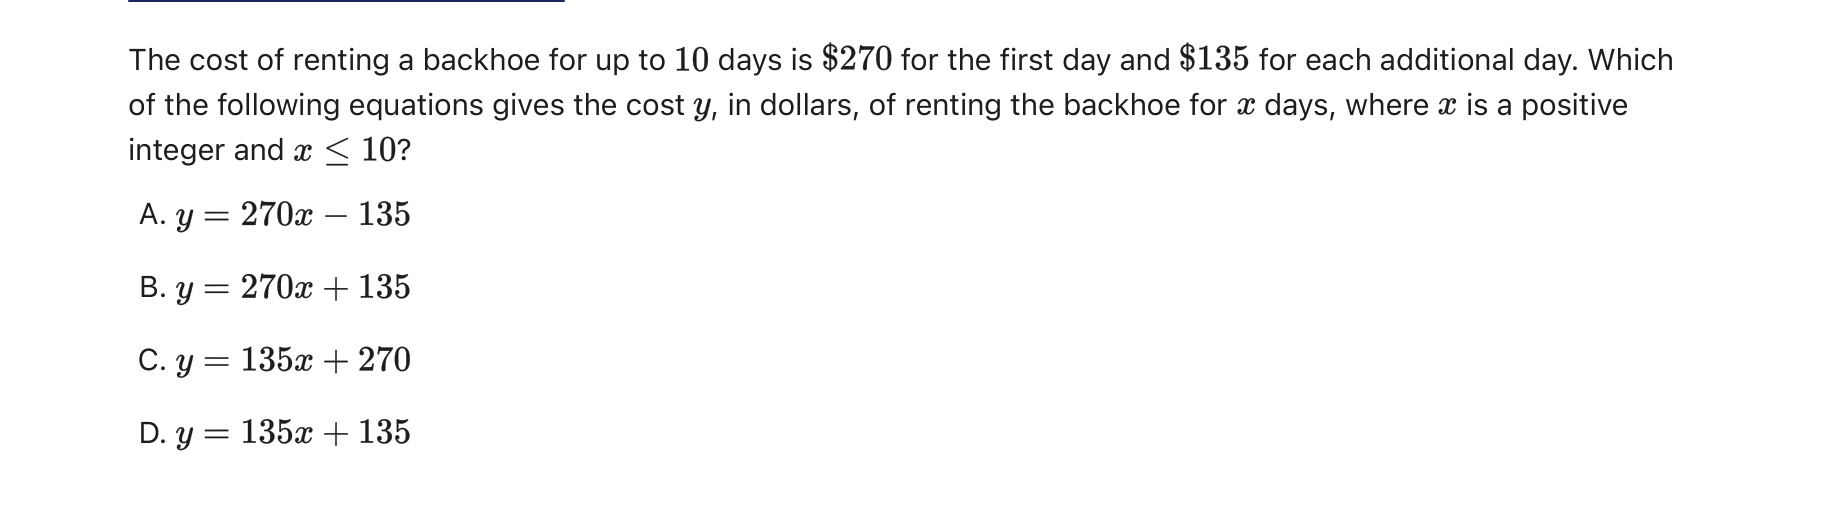 The cost of renting a backhoe for up to 10 days is $270 for the first day and $135 for each additional day. Which
of the following equations gives the cost y, in dollars, of renting the backhoe for x days, where x is a positive
integer and x ≤ 10?
A. y = 270x − 135
B. y = 270x + 135
C. y = 135x + 270
D. y = 135x + 135